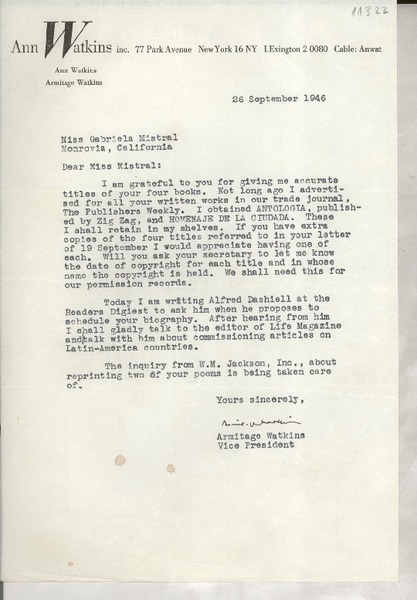 11322
Ann Watkins inc. 77 Park Avenue New York 16 NY LExington 2 0080 Cable: Anwat
Ann Watkins
Armitage Watkins
26 September 1946
Miss Gabriela Mistral
Monrovia, California
Dear Miss Mistral:
I am grateful to you for giving me accurate
titles of your four books. Not long ago I adverti-
sed for all your written works in our trade journal,
The Publishers Weekly. I obtained ANTOLOGIA, publish-
ed by Zig Zag, and HOMENAJE DE LA CIUDADA. These
I shall retain in my shelves. If you have extra
copies of the four titles referred to in your letter
of 19 September I would appreciate having one of
each. Will you ask your secretary to let me know
the date of copyright for each title and in whose
name the copyright is held. We shall need this for
our permission records.
Today I am writing Alfred Dashiell at the
Readers Digiest to ask him when he proposes to
schedule your biography. After hearing from him
I shall gladly talk to the editor of Life Magazine
and talk with him about commissioning articles on
Latin-America countries.
The inquiry from W.M. Jackson, Inc., about
reprinting two of your poems is being taken care
of.
Yours sincerely,
Armitage Watkins
Vice President